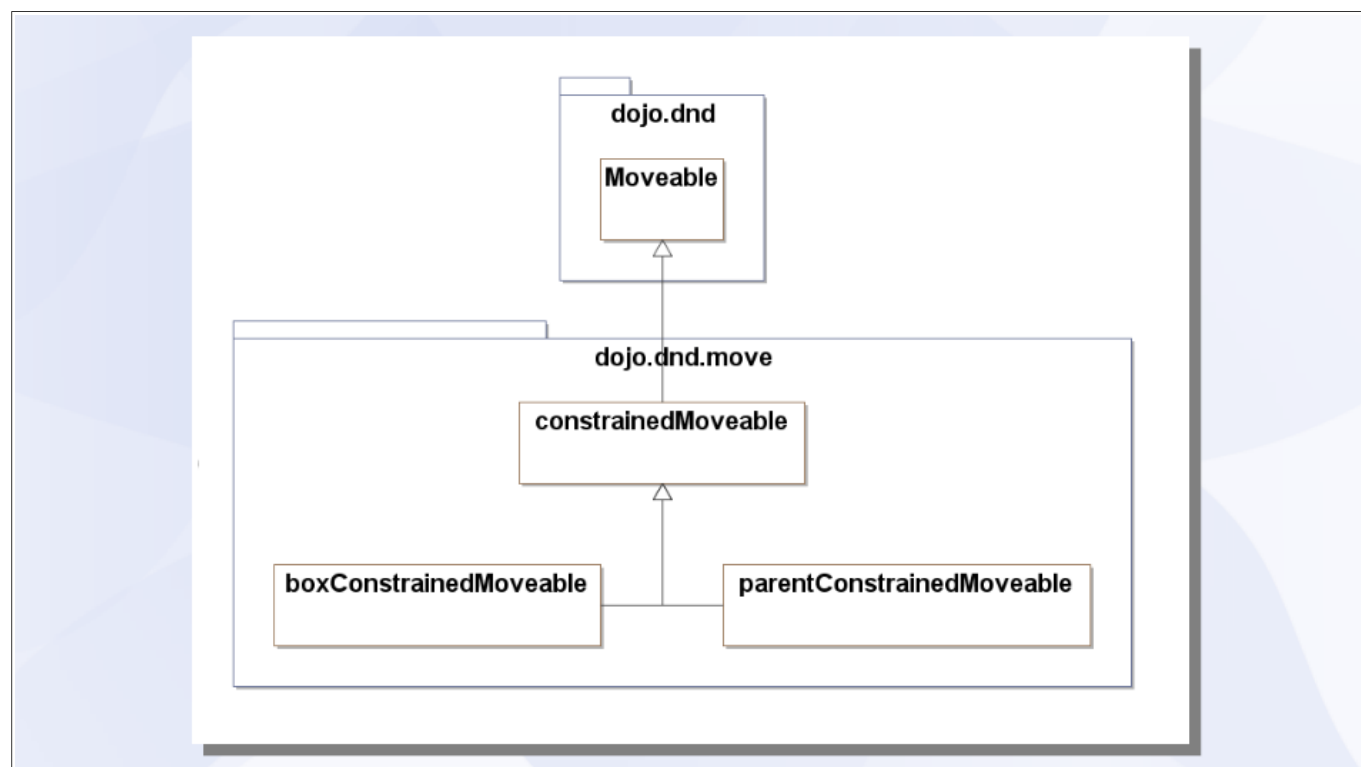 dojo.dnd
Moveable
dojo.dnd.move
constrainedMoveable
boxConstrainedMoveable
parentConstrainedMoveable